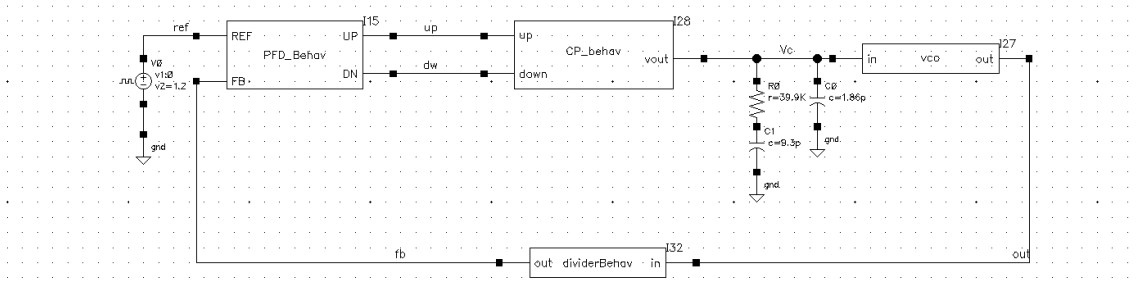 ref
I15
REF
UP
PFD_Behav
FB
DN
V0
v1:0
v2=1.2
gnd
up
dw
I28
up
CP_behav
vout
down
Vc
I27
in
vco
out
R0
r=39.9K
C1
c=9.3p
gnd
C0
c=1.86p
gnd
fb
I32
out dividerBehav in
out